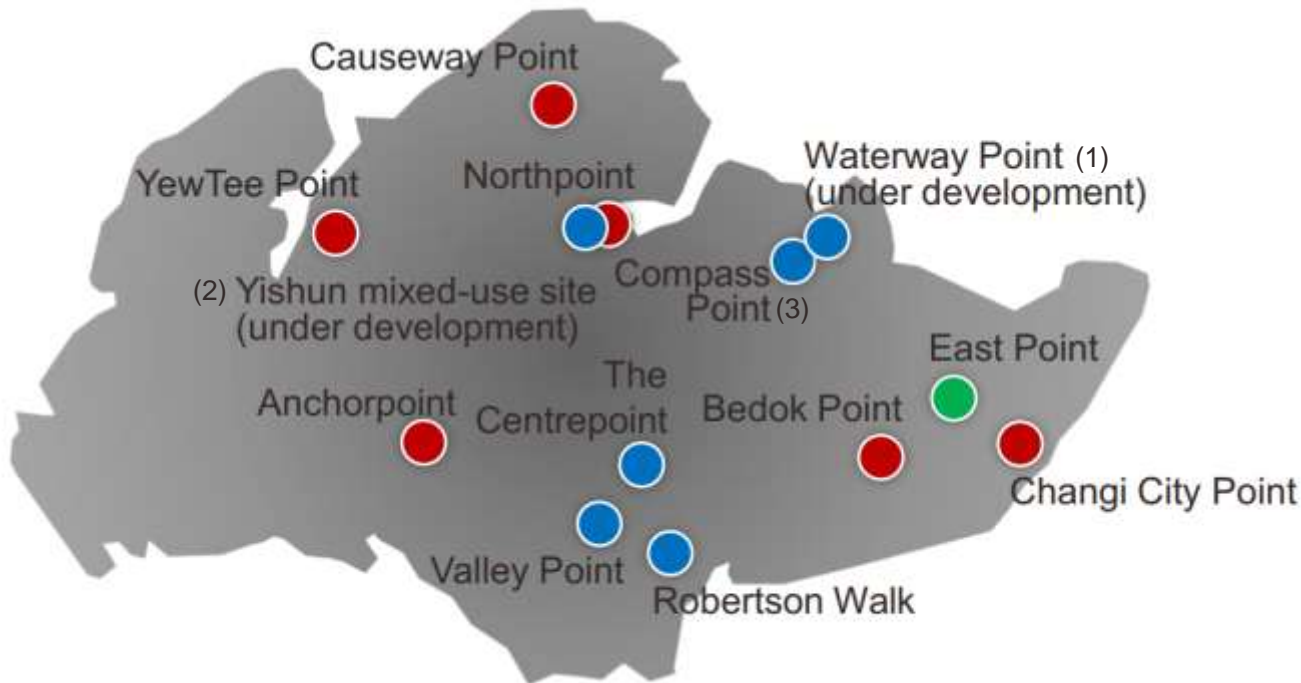 Causeway Point
Waterway Point (1)
(under development)
YewTee Point
Northpoint
Compass
Point (3)
(2) Yishun mixed-use site
(under development)
East Point
The
Centrepoint
Anchorpoint
Bedok Point
Changi City Point
Valley Point
Robertson Walk